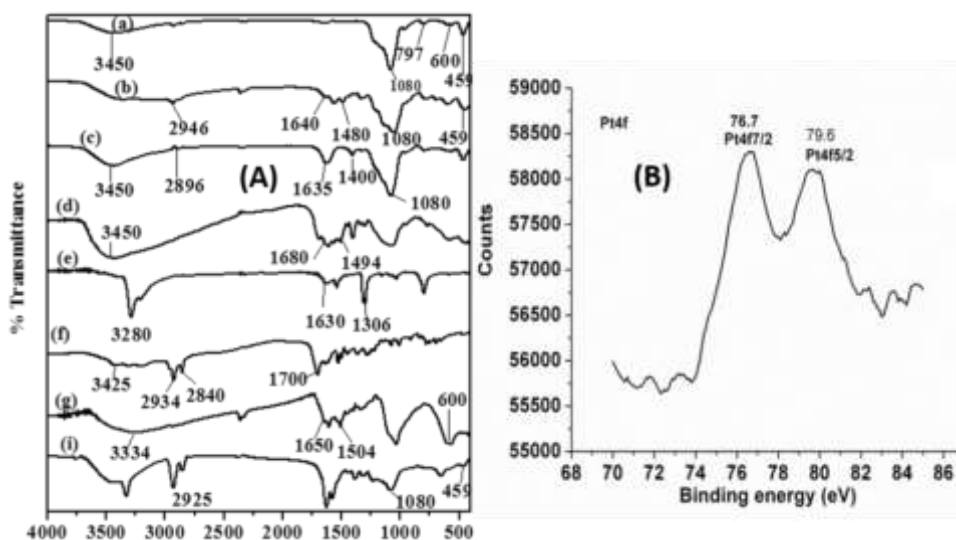 (a)
3450
797
600
1080
459
(b)
2946
1640
1480
1080
459
(c)
3450
2896
(A)
1635
1400
1080
(d)
3450
1680
1494
(e)
3280
1630
1306
(f)
3425
2934
2840
1700
(g)
3334
1650
1504
600
(i)
2925
1080
459
% Transmittance
4000 3500 3000 2500 2000 1500 1000 500
59000
58500
58000
57500
57000
56500
56000
55500
55000
Counts
Pt4f
76.7
Pt4f7/2
79.6
Pt4f5/2
(B)
68 70 72 74 76 78 80 82 84 86
Binding energy (eV)